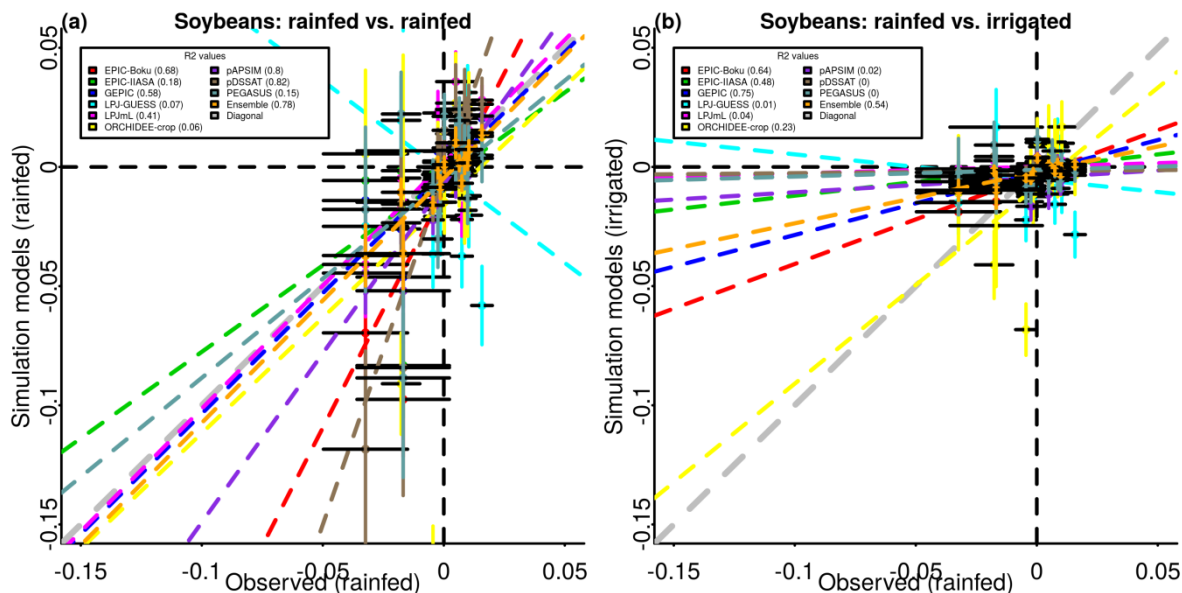 (a) Soybeans: rainfed vs. rainfed
R2 values
EPIC-Boku (0.68)
EPIC-IIASA (0.18)
GEPIC (0.58)
LPJ-GUESS (0.07)
LPJmL (0.41)
ORCHIDEE-crop (0.06)
pAPSIM (0.8)
pDSSAT (0.82)
PEGASUS (0.15)
Ensemble (0.78)
Diagonal
Simulation models (rainfed)
0.05
0
-0.05
-0.1
-0.15
-0.15
-0.1
-0.05
0
0.05
Observed (rainfed)
(b) Soybeans: rainfed vs. irrigated
R2 values
EPIC-Boku (0.64)
EPIC-IIASA (0.48)
GEPIC (0.75)
LPJ-GUESS (0.01)
LPJmL (0.04)
ORCHIDEE-crop (0.23)
pAPSIM (0.02)
pDSSAT (0)
PEGASUS (0)
Ensemble (0.54)
Diagonal
Simulation models (irrigated)
0.05
0
-0.05
-0.1
-0.15
-0.15
-0.1
-0.05
0
0.05
Observed (rainfed)